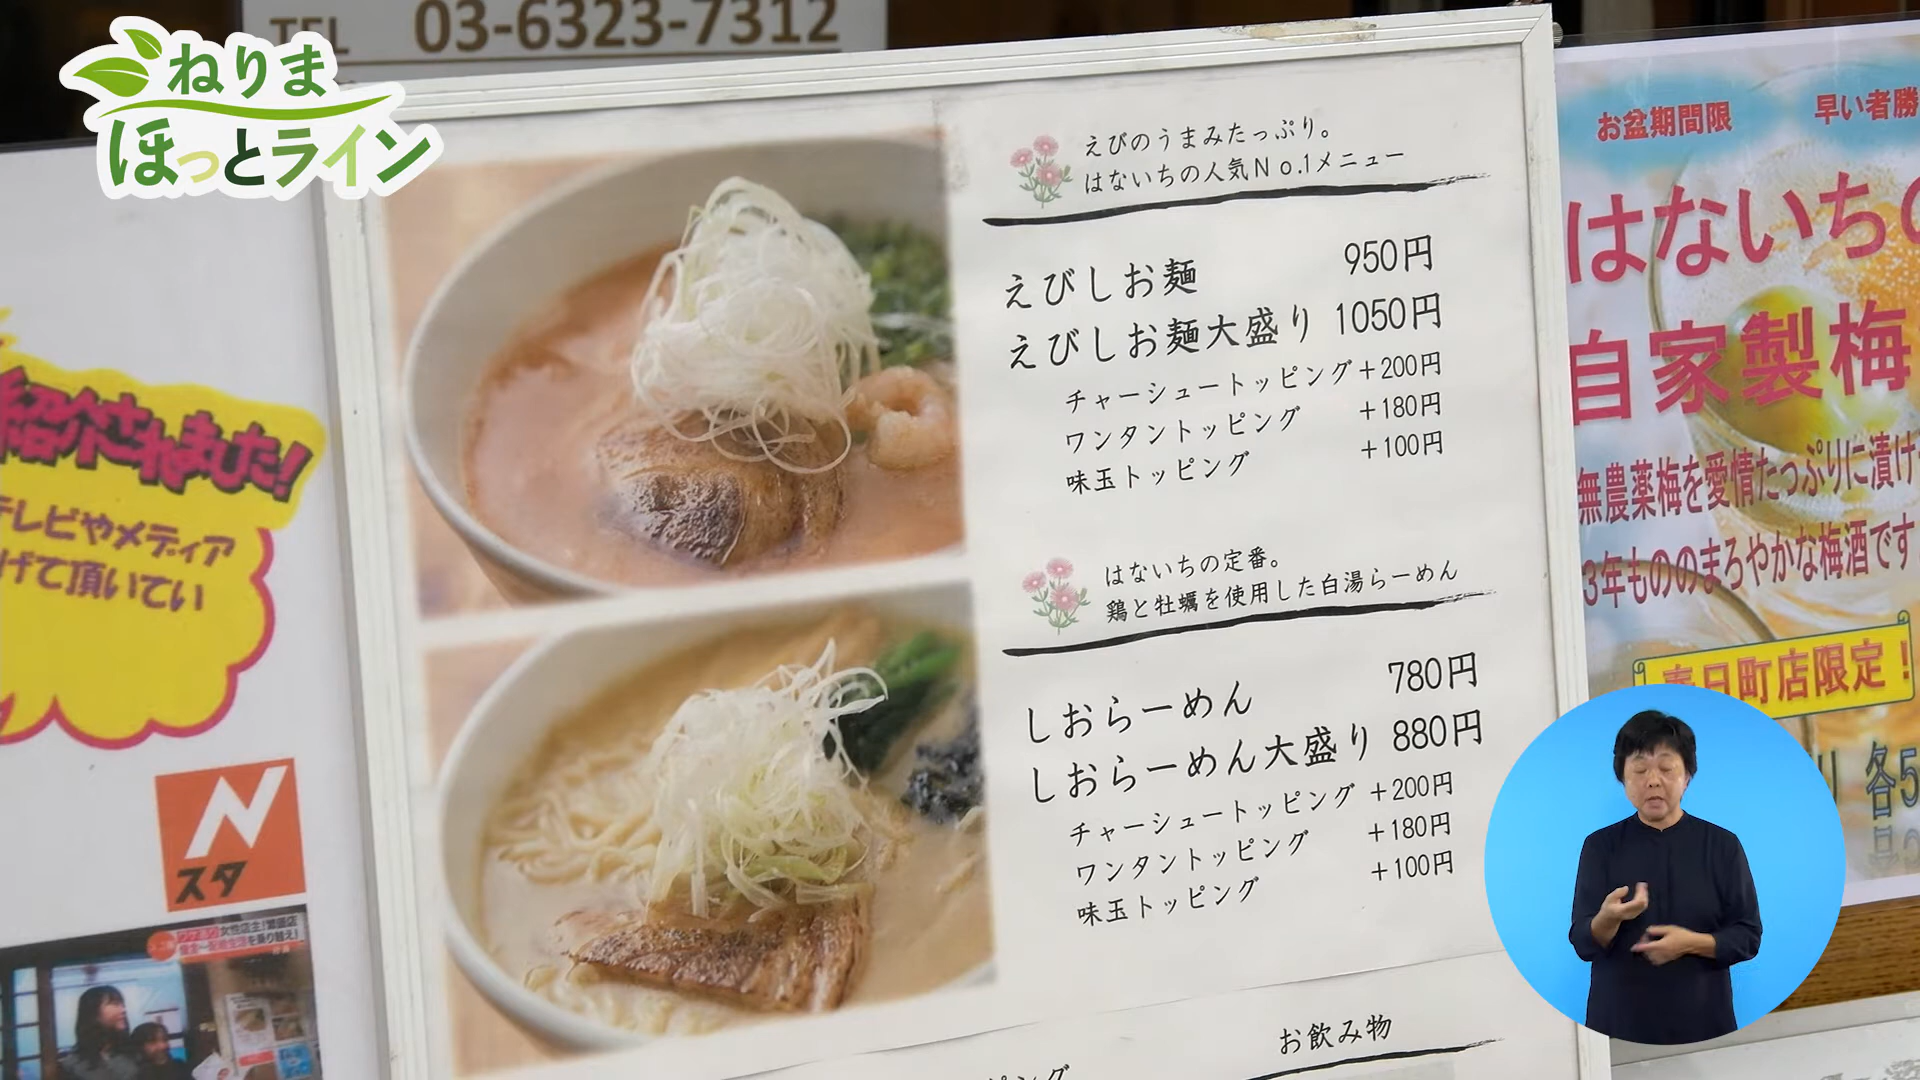 ねりま
ほっとライン
TEL 03-6323-7312
えびのうまみたっぷり。
はないちの人気No.1メニュー
えびしお麺 950円
えびしお麺大盛り 1050円
チャーシュートッピング+200円
ワンタントッピング +180円
味玉トッピング +100円
はないちの定番。
鶏と牡蠣を使用した白湯らーめん
しおらーめん 780円
しおらーめん大盛り 880円
チャーシュートッピング +200円
ワンタントッピング +180円
味玉トッピング +100円
お飲み物
紹介されました!
テレビやメディア
げて頂いてい
N
スタ
お盆期間限
早い者勝
はないちの
自家製梅
無農薬梅を愛情たっぷりに漬け
3年もののまろやかな梅酒です
春日町店限定!
各5